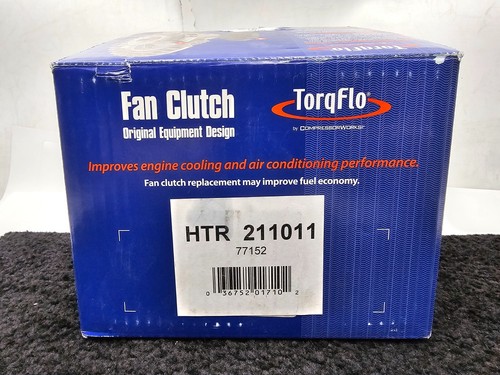 TorqFlo
Fan Clutch
Original Equipment Design
TorqFlo®
by COMPRESSORWORKS®
Improves engine cooling and air conditioning performance.
Fan clutch replacement may improve fuel economy.
HTR 211011
77152
0 36752 01710 2